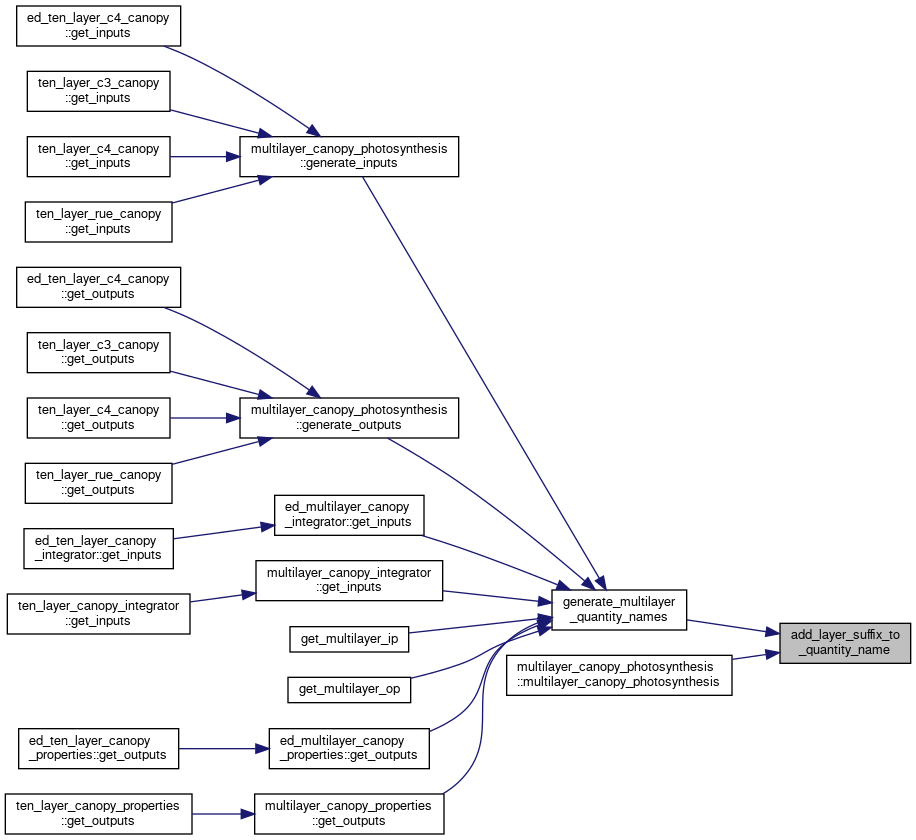 ed_ten_layer_c4_canopy
::get_inputs
ten_layer_c3_canopy
::get_inputs
ten_layer_c4_canopy
::get_inputs
ten_layer_rue_canopy
::get_inputs
multilayer_canopy_photosynthesis
::generate_inputs
ed_ten_layer_c4_canopy
::get_outputs
ten_layer_c3_canopy
::get_outputs
ten_layer_c4_canopy
::get_outputs
ten_layer_rue_canopy
::get_outputs
multilayer_canopy_photosynthesis
::generate_outputs
ed_multilayer_canopy
_integrator::get_inputs
ed_ten_layer_canopy
_integrator::get_inputs
multilayer_canopy_integrator
::get_inputs
ten_layer_canopy_integrator
::get_inputs
get_multilayer_ip
get_multilayer_op
ed_ten_layer_canopy
_properties::get_outputs
ed_multilayer_canopy
_properties::get_outputs
ten_layer_canopy_properties
::get_outputs
multilayer_canopy_properties
::get_outputs
generate_multilayer
_quantity_names
multilayer_canopy_photosynthesis
::multilayer_canopy_photosynthesis
add_layer_suffix_to
_quantity_name